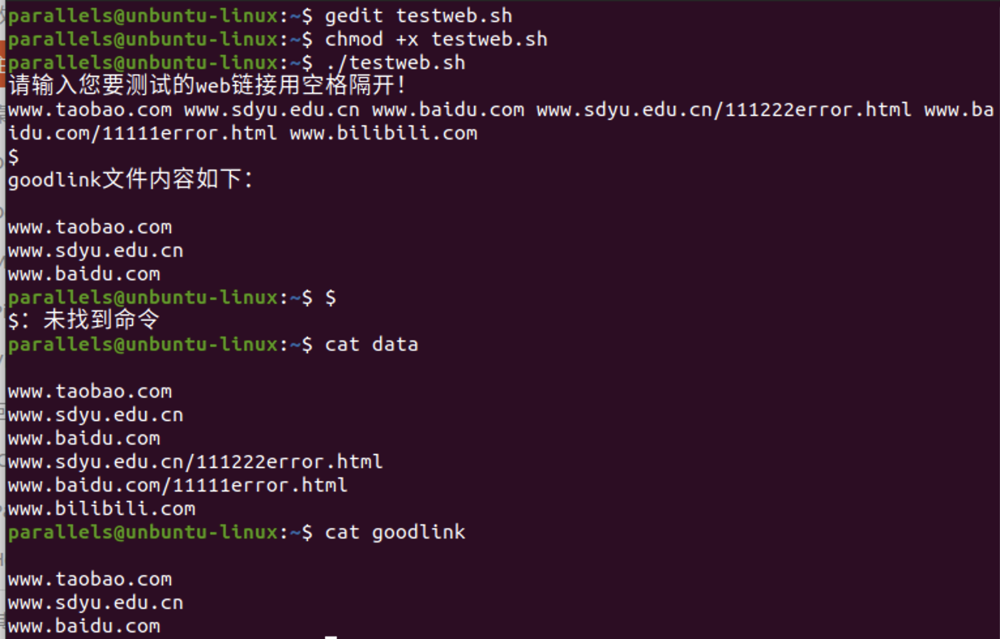 parallels@unbuntu-linux:~$ gedit testweb.sh
parallels@unbuntu-linux:~$ chmod +x testweb.sh
parallels@unbuntu-linux:~$ ./testweb.sh
请输入您要测试的web链接用空格隔开！
www.taobao.com www.sdyu.edu.cn www.baidu.com www.sdyu.edu.cn/111222error.html www.ba
idu.com/11111error.html www.bilibili.com
$
goodlink文件内容如下：
www.taobao.com
www.sdyu.edu.cn
www.baidu.com
parallels@unbuntu-linux:~$ $
$：未找到命令
parallels@unbuntu-linux:~$ cat data
www.taobao.com
www.sdyu.edu.cn
www.baidu.com
www.sdyu.edu.cn/111222error.html
www.baidu.com/11111error.html
www.bilibili.com
parallels@unbuntu-linux:~$ cat goodlink
www.taobao.com
www.sdyu.edu.cn
www.baidu.com